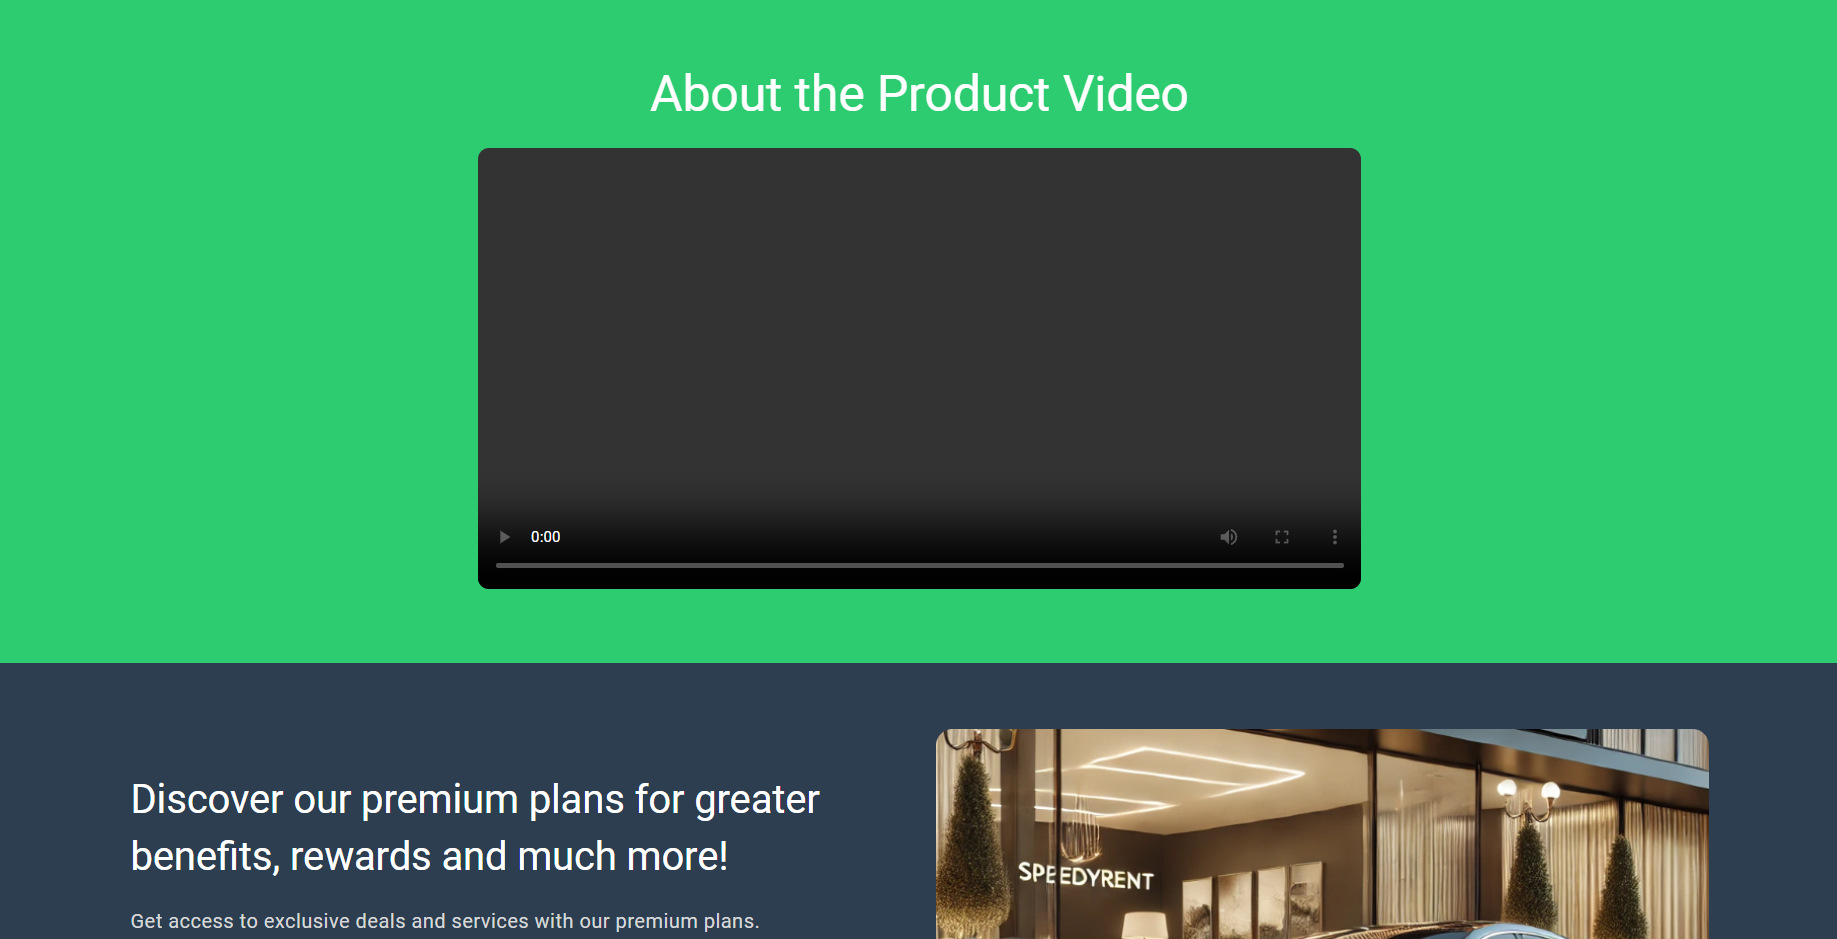 About the Product Video
0:00
Discover our premium plans for greater
benefits, rewards and much more!
SPEEDYRENT
Get access to exclusive deals and services with our premium plans.